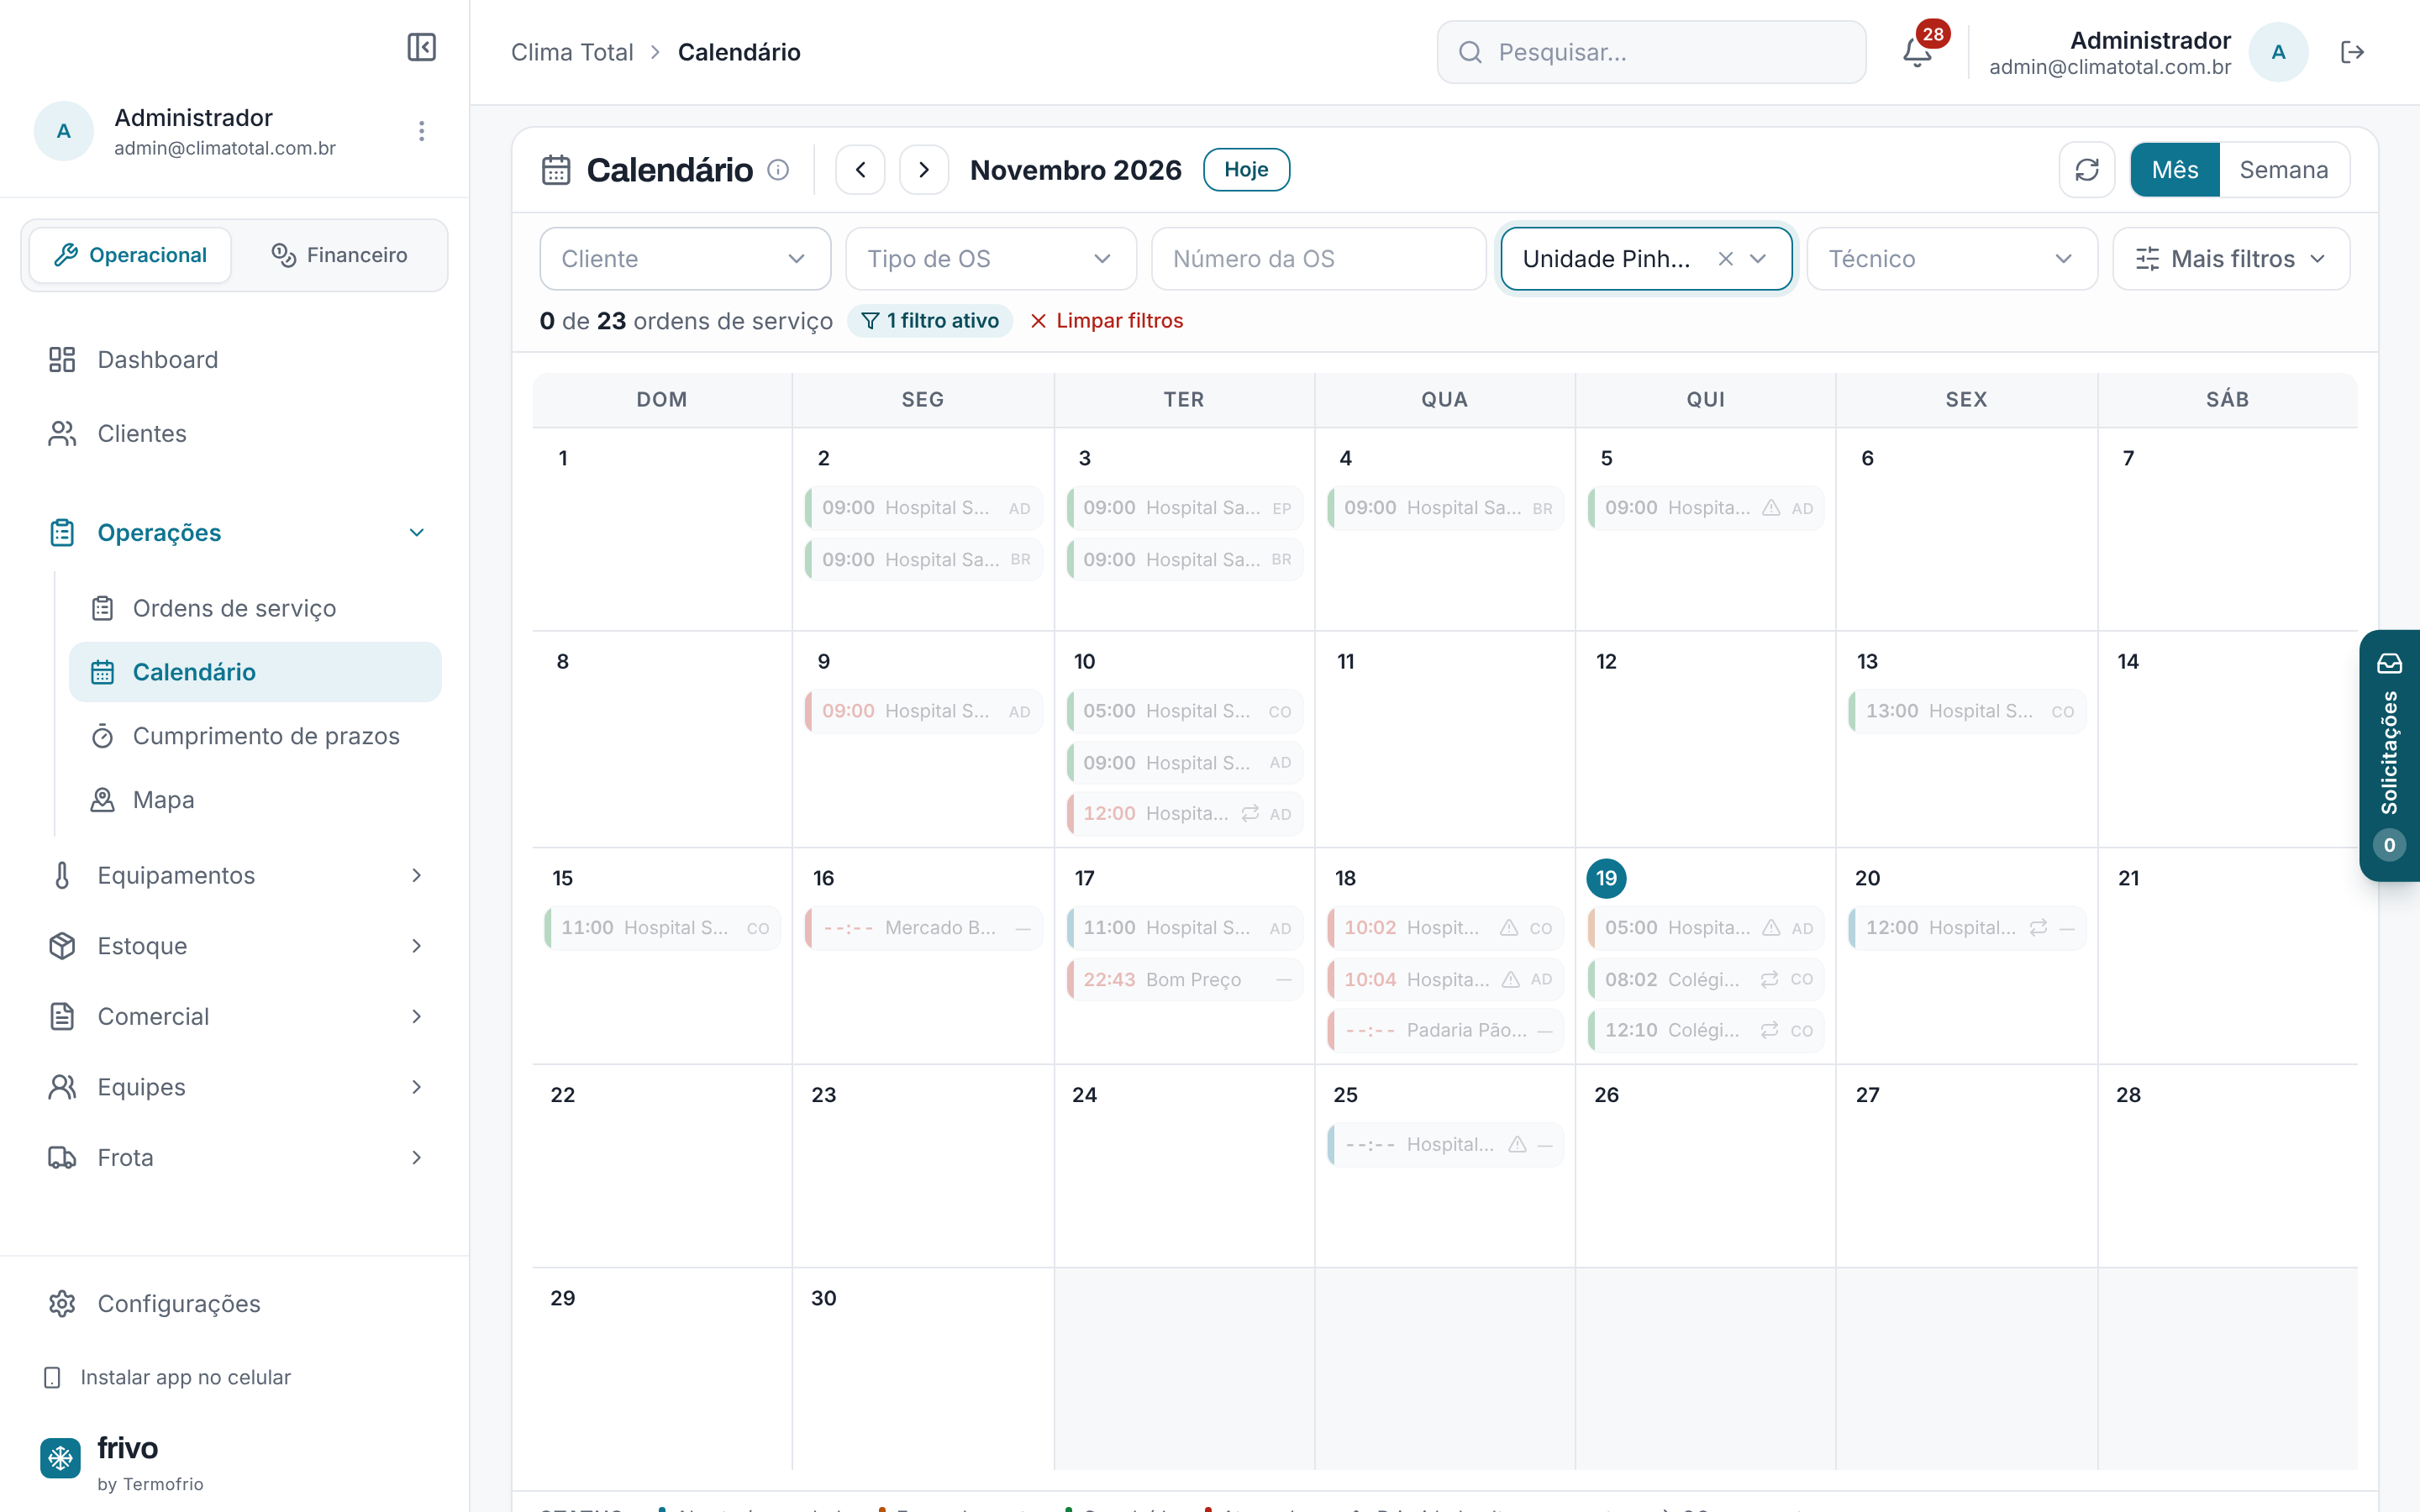 Administrador
admin@climatotal.com.br
Operacional
Financeiro
Dashboard
Clientes
Operações
Ordens de serviço
Calendário
Cumprimento de prazos
Mapa
Equipamentos
Estoque
Comercial
Equipes
Frota
Configurações
Instalar app no celular
frivo
by Termofrio
Clima Total > Calendário
Pesquisar...
28
Administrador
admin@climatotal.com.br
A
A
Calendário
Novembro 2026
Hoje
Mês
Semana
Cliente
Tipo de OS
Número da OS
Unidade Pinh...
Técnico
Mais filtros
0 de 23 ordens de serviço
1 filtro ativo
Limpar filtros
DOM SEG TER QUA QUI SEX SÁB
1 2 3 4 5 6 7
09:00 Hospital S... AD
09:00 Hospital Sa... EP
09:00 Hospital Sa... BR
09:00 Hospita... AD
09:00 Hospital Sa... BR
09:00 Hospital Sa... BR
8 9 10 11 12 13 14
09:00 Hospital S... AD
05:00 Hospital S... CO
13:00 Hospital S... CO
09:00 Hospital S... AD
12:00 Hospita... AD
15 16 17 18 19 20 21
11:00 Hospital S... CO
--:-- Mercado B... —
11:00 Hospital S... AD
10:02 Hospit... CO
05:00 Hospita... AD
12:00 Hospital... —
22:43 Bom Preço —
10:04 Hospita... AD
08:02 Colégi... CO
--:-- Padaria Pão... —
12:10 Colégi... CO
22 23 24 25 26 27 28
--:-- Hospital... —
29 30
Solicitações
0